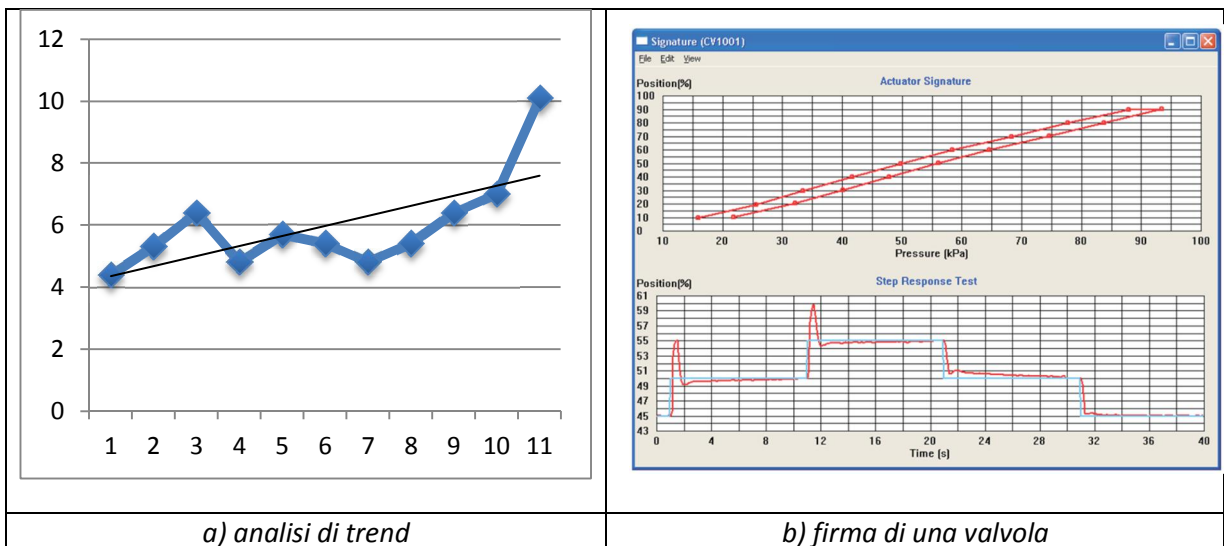 12
10
8
6
4
2
0
1 2 3 4 5 6 7 8 9 10 11
Signature (CV1001)
File Edit View
Actuator Signature
Position(%)
100
90
80
70
60
50
40
30
20
10
0
10 20 30 40 50 60 70 80 90 100
Pressure (kPa)
Step Response Test
Position(%)
61
59
57
55
53
51
49
47
45
43
0 4 8 12 16 20 24 28 32 36 40
Time (s)
a) analisi di trend
b) firma di una valvola